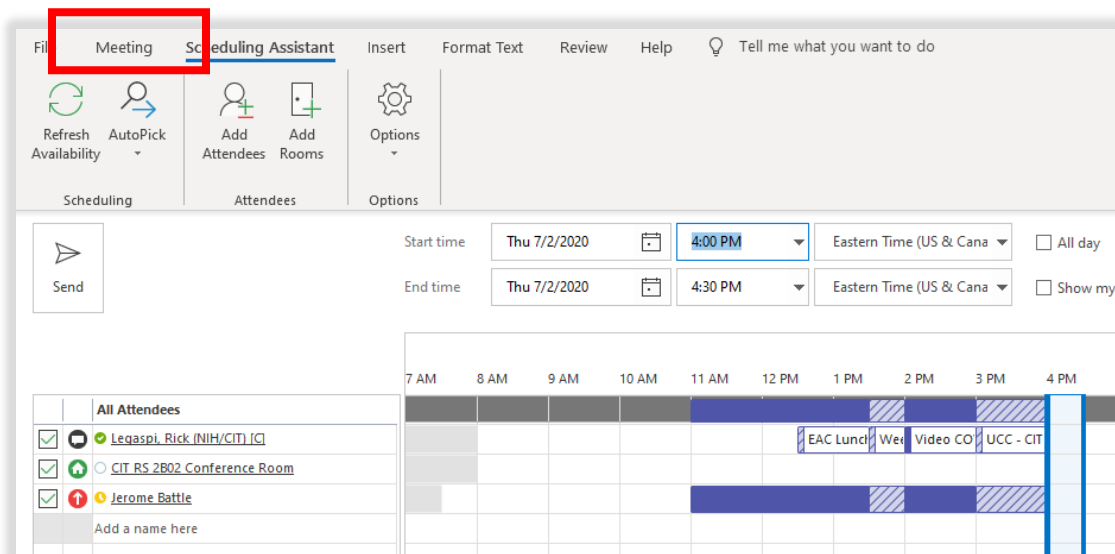 File Meeting Scheduling Assistant Insert Format Text Review Help Tell me what you want to do
Refresh Availability AutoPick Add Attendees Add Rooms Options
Scheduling Attendees Options
Send
Start time Thu 7/2/2020 4:00 PM Eastern Time (US & Cana All day
End time Thu 7/2/2020 4:30 PM Eastern Time (US & Cana Show my
7 AM 8 AM 9 AM 10 AM 11 AM 12 PM 1 PM 2 PM 3 PM 4 PM
All Attendees
Legaspi, Rick (NIH/CIT) [C] EAC Lunch Wee Video CO UCC - CIT
CIT RS 2B02 Conference Room
Jerome Battle
Add a name here